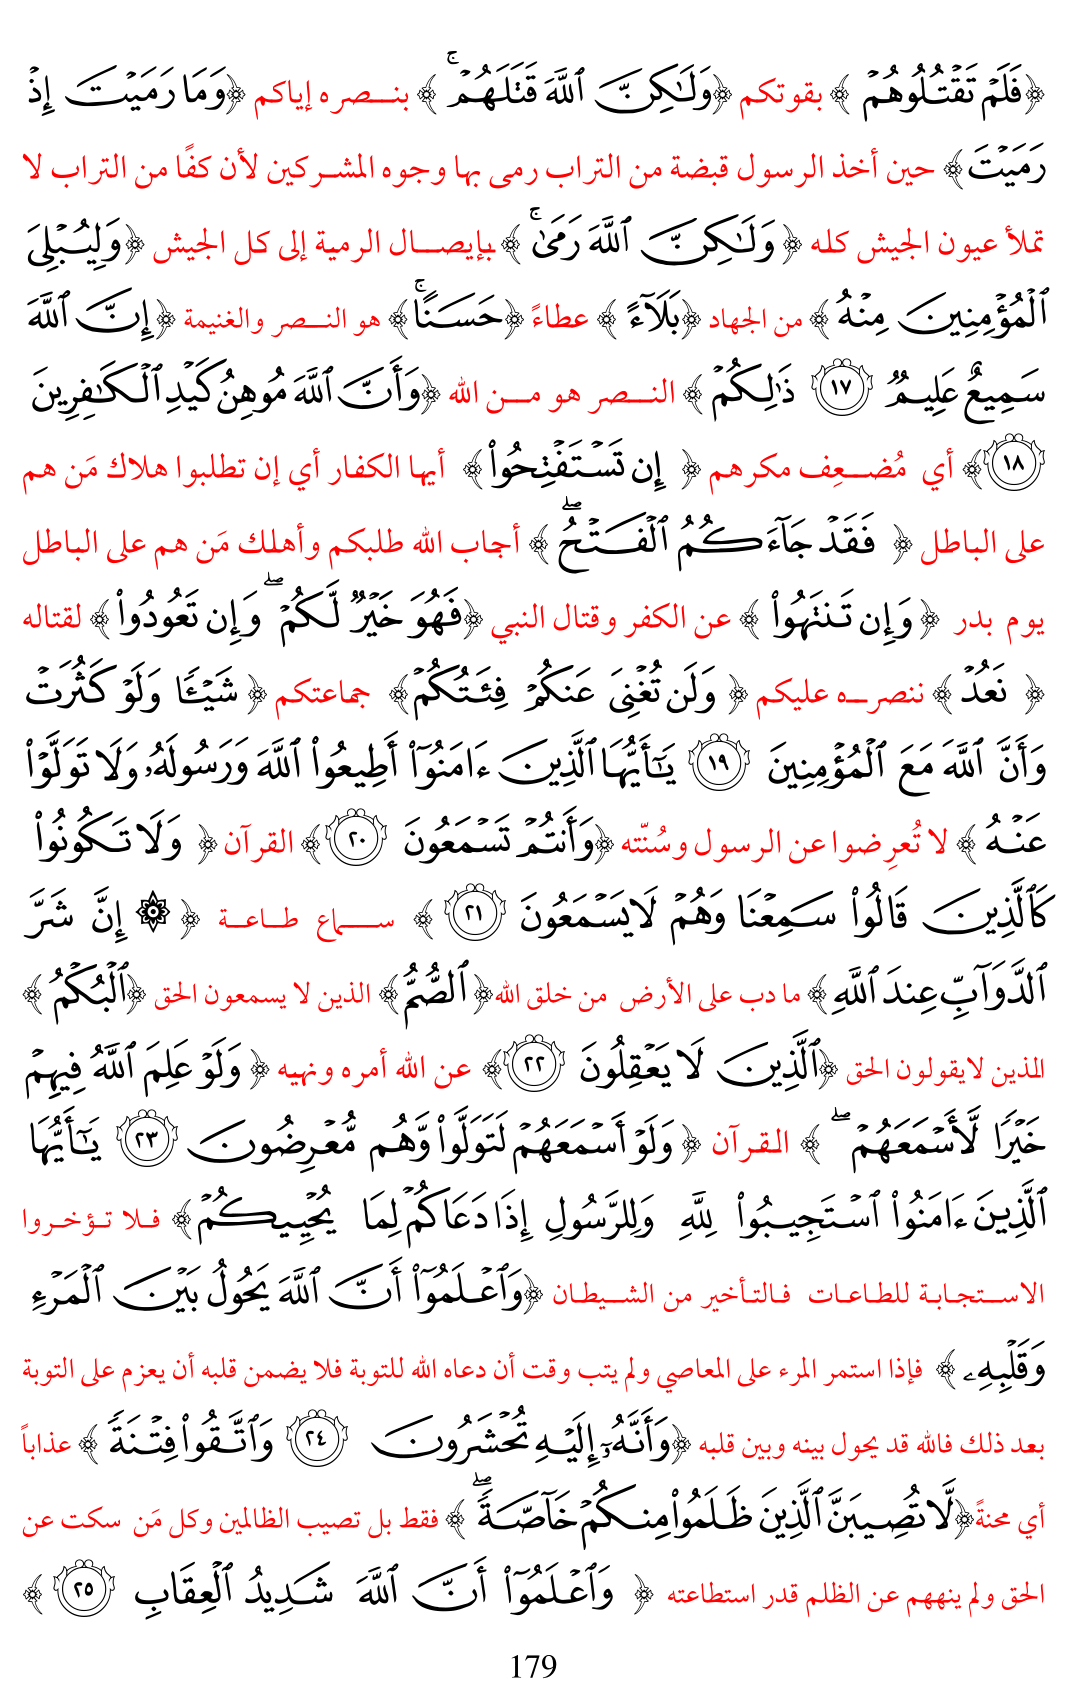 ﴿فَلَمۡ تَقۡتُلُوهُمۡ ﴾ بقوتكم ﴿وَلَٰكِنَّ ٱللَّهَ قَتَلَهُمۡۚ ﴾ بنصره إياكم ﴿وَمَا رَمَيۡتَ إِذۡ
رَمَيۡتَ﴾ حين أخذ الرسول قبضة من التراب رمى بها وجوه المشركين لأن كفًا من التراب لا
تملأ عيون الجيش كله ﴿ وَلَٰكِنَّ ٱللَّهَ رَمَىٰۚ ﴾ بإيصال الرمية إلى كل الجيش ﴿وَلِيُبۡلِيَ
ٱلۡمُؤۡمِنِينَ مِنۡهُ ﴾ من الجهاد ﴿بَلَآءً ﴾ عطاءً ﴿حَسَنًاۚ﴾ هو النصر والغنيمة ﴿إِنَّ ٱللَّهَ
سَمِيعٌ عَلِيمٞ ١٧ ذَٰلِكُمۡ ﴾ النصر هو من الله ﴿وَأَنَّ ٱللَّهَ مُوهِنُ كَيۡدِ ٱلۡكَٰفِرِينَ
١٨ ﴾ أي مُضعِف مكرهم ﴿ إِن تَسۡتَفۡتِحُواْ﴾ أيها الكفار أي إن تطلبوا هلاك مَن هم
على الباطل ﴿ فَقَدۡ جَآءَكُمُ ٱلۡفَتۡحُۖ ﴾ أجاب الله طلبكم وأهلك مَن هم على الباطل
يوم بدر ﴿ وَإِن تَنتَهُواْ ﴾ عن الكفر وقتال النبي ﴿فَهُوَ خَيۡرٞ لَّكُمۡۖ وَإِن تَعُودُواْ﴾ لقتاله
﴿ نَعُدۡ ﴾ ننصره عليكم ﴿ وَلَن تُغۡنِيَ عَنكُمۡ فِئَتُكُمۡ﴾ جماعتكم ﴿ شَيۡـٔٗا وَلَوۡ كَثُرَتۡ
وَأَنَّ ٱللَّهَ مَعَ ٱلۡمُؤۡمِنِينَ ١٩ يَٰٓأَيُّهَا ٱلَّذِينَ ءَامَنُوٓاْ أَطِيعُواْ ٱللَّهَ وَرَسُولَهُۥ وَلَا تَوَلَّوۡاْ
عَنۡهُ ﴾ لا تُعرِضوا عن الرسول وسُنّته ﴿وَأَنتُمۡ تَسۡمَعُونَ ٢٠ ﴾ القرآن ﴿ وَلَا تَكُونُواْ
كَٱلَّذِينَ قَالُواْ سَمِعۡنَا وَهُمۡ لَا يَسۡمَعُونَ ٢١ ﴾ سماع طاعة ﴿ ۞ إِنَّ شَرَّ
ٱلدَّوَآبِّ عِندَ ٱللَّهِ ﴾ ما دب على الأرض من خلق الله﴿ ٱلصُّمُّ﴾ الذين لا يسمعون الحق ﴿ٱلۡبُكۡمُ ﴾
الذين لايقولون الحق ﴿ٱلَّذِينَ لَا يَعۡقِلُونَ ٢٢ ﴾ عن الله أمره ونهيه ﴿ وَلَوۡ عَلِمَ ٱللَّهُ فِيهِمۡ
خَيۡرٗا لَّأَسۡمَعَهُمۡۖ ﴾ القرآن ﴿ وَلَوۡ أَسۡمَعَهُمۡ لَتَوَلَّواْ وَّهُم مُّعۡرِضُونَ ٢٣ يَٰٓأَيُّهَا
ٱلَّذِينَ ءَامَنُواْ ٱسۡتَجِيبُواْ لِلَّهِ وَلِلرَّسُولِ إِذَا دَعَاكُمۡ لِمَا يُحۡيِيكُمۡ ﴾ فلا تؤخروا
الاستجابة للطاعات فالتأخير من الشيطان ﴿وَٱعۡلَمُوٓاْ أَنَّ ٱللَّهَ يَحُولُ بَيۡنَ ٱلۡمَرۡءِ
وَقَلۡبِهِۦ ﴾ فإذا استمر المرء على المعاصي ولم يتب وقت أن دعاه الله للتوبة فلا يضمن قلبه أن يعزم على التوبة
بعد ذلك فالله قد يحول بينه وبين قلبه ﴿وَأَنَّهُۥٓ إِلَيۡهِ تُحۡشَرُونَ ٢٤ وَٱتَّقُواْ فِتۡنَةٗ ﴾ عذاباً
أي محنةً ﴿لَّا تُصِيبَنَّ ٱلَّذِينَ ظَلَمُواْ مِنكُمۡ خَآصَّةٗۖ ﴾ فقط بل تصيب الظالمين وكل مَن سكت عن
الحق ولم ينههم عن الظلم قدر استطاعته ﴿ وَٱعۡلَمُوٓاْ أَنَّ ٱللَّهَ شَدِيدُ ٱلۡعِقَابِ ٢٥ ﴾
179